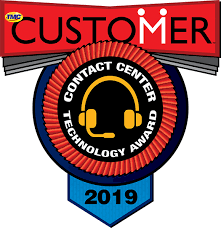 TMC
CUSTOMER
CONTACT CENTER
TECHNOLOGY AWARD
2019